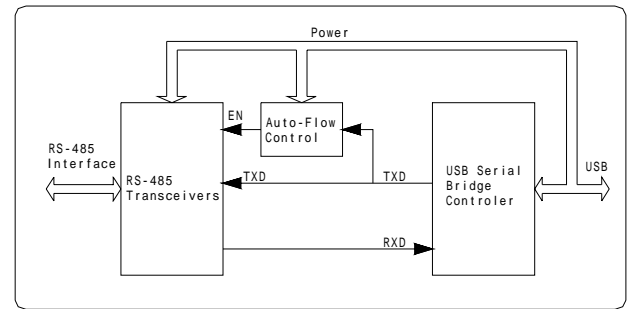 Power
EN
Auto-Flow
Control
RS-485
Interface
RS-485
Transceivers
TXD
TXD
USB Serial
Bridge
Controler
USB
RXD